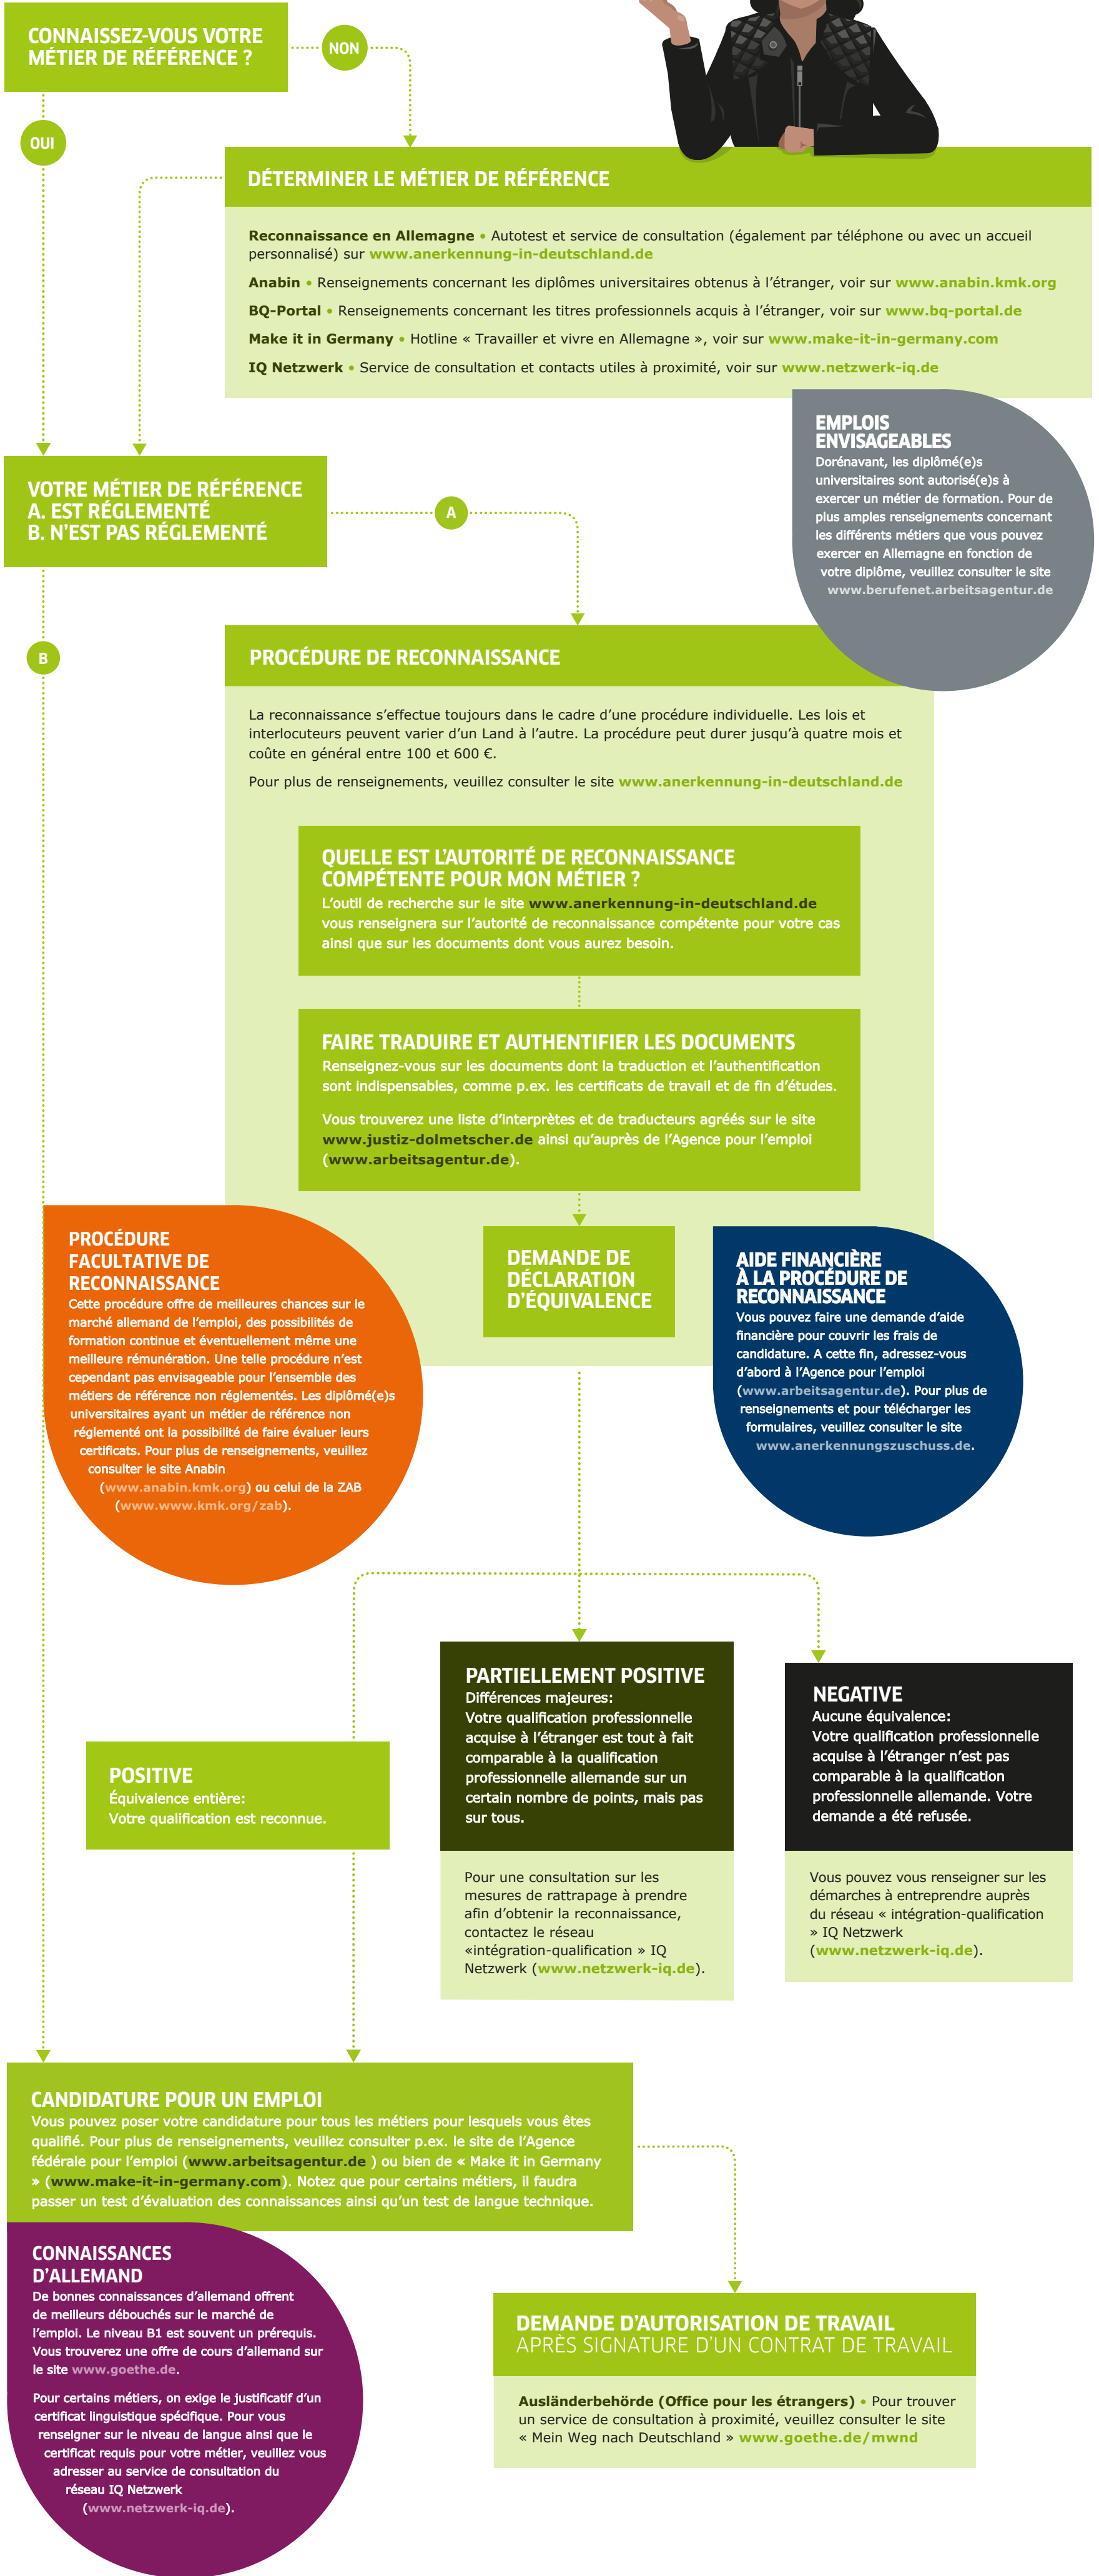 CONNAISSEZ-VOUS VOTRE
MÉTIER DE RÉFÉRENCE ?
NON
OUI
DÉTERMINER LE MÉTIER DE RÉFÉRENCE
Reconnaissance en Allemagne • Autotest et service de consultation (également par téléphone ou avec un accueil
personnalisé) sur www.anerkennung-in-deutschland.de
Anabin • Renseignements concernant les diplômes universitaires obtenus à l'étranger, voir sur www.anabin.kmk.org
BQ-Portal • Renseignements concernant les titres professionnels acquis à l'étranger, voir sur www.bq-portal.de
Make it in Germany • Hotline « Travailler et vivre en Allemagne », voir sur www.make-it-in-germany.com
IQ Netzwerk • Service de consultation et contacts utiles à proximité, voir sur www.netzwerk-iq.de
EMPLOIS
ENVISAGEABLES
Dorénavant, les diplômé(e)s
universitaires sont autorisé(e)s à
exercer un métier de formation. Pour de
plus amples renseignements concernant
les différents métiers que vous pouvez
exercer en Allemagne en fonction de
votre diplôme, veuillez consulter le site
www.berufenet.arbeitsagentur.de
VOTRE MÉTIER DE RÉFÉRENCE
A. EST RÉGLEMENTÉ
B. N'EST PAS RÉGLEMENTÉ
A
B
PROCÉDURE DE RECONNAISSANCE
La reconnaissance s'effectue toujours dans le cadre d'une procédure individuelle. Les lois et
interlocuteurs peuvent varier d'un Land à l'autre. La procédure peut durer jusqu'à quatre mois et
coûte en général entre 100 et 600 €.
Pour plus de renseignements, veuillez consulter le site www.anerkennung-in-deutschland.de
QUELLE EST L'AUTORITÉ DE RECONNAISSANCE
COMPÉTENTE POUR MON MÉTIER ?
L'outil de recherche sur le site www.anerkennung-in-deutschland.de
vous renseignera sur l'autorité de reconnaissance compétente pour votre cas
ainsi que sur les documents dont vous aurez besoin.
FAIRE TRADUIRE ET AUTHENTIFIER LES DOCUMENTS
Renseignez-vous sur les documents dont la traduction et l'authentification
sont indispensables, comme p.ex. les certificats de travail et de fin d'études.
Vous trouverez une liste d'interprètes et de traducteurs agréés sur le site
www.justiz-dolmetscher.de ainsi qu'auprès de l'Agence pour l'emploi
(www.arbeitsagentur.de).
PROCÉDURE
FACULTATIVE DE
RECONNAISSANCE
Cette procédure offre de meilleures chances sur le
marché allemand de l'emploi, des possibilités de
formation continue et éventuellement même une
meilleure rémunération. Une telle procédure n'est
cependant pas envisageable pour l'ensemble des
métiers de référence non réglementés. Les diplômé(e)s
universitaires ayant un métier de référence non
réglementé ont la possibilité de faire évaluer leurs
certificats. Pour plus de renseignements, veuillez
consulter le site Anabin
(www.anabin.kmk.org) ou celui de la ZAB
(www.www.kmk.org/zab).
DEMANDE DE
DÉCLARATION
D'ÉQUIVALENCE
AIDE FINANCIÈRE
À LA PROCÉDURE DE
RECONNAISSANCE
Vous pouvez faire une demande d'aide
financière pour couvrir les frais de
candidature. A cette fin, adressez-vous
d'abord à l'Agence pour l'emploi
(www.arbeitsagentur.de). Pour plus de
renseignements et pour télécharger les
formulaires, veuillez consulter le site
www.anerkennungszuschuss.de.
POSITIVE
Équivalence entière:
Votre qualification est reconnue.
PARTIELLEMENT POSITIVE
Différences majeures:
Votre qualification professionnelle
acquise à l'étranger est tout à fait
comparable à la qualification
professionnelle allemande sur un
certain nombre de points, mais pas
sur tous.
Pour une consultation sur les
mesures de rattrapage à prendre
afin d'obtenir la reconnaissance,
contactez le réseau
«intégration-qualification » IQ
Netzwerk (www.netzwerk-iq.de).
NEGATIVE
Aucune équivalence:
Votre qualification professionnelle
acquise à l'étranger n'est pas
comparable à la qualification
professionnelle allemande. Votre
demande a été refusée.
Vous pouvez vous renseigner sur les
démarches à entreprendre auprès
du réseau « intégration-qualification
» IQ Netzwerk
(www.netzwerk-iq.de).
CANDIDATURE POUR UN EMPLOI
Vous pouvez poser votre candidature pour tous les métiers pour lesquels vous êtes
qualifié. Pour plus de renseignements, veuillez consulter p.ex. le site de l'Agence
fédérale pour l'emploi (www.arbeitsagentur.de ) ou bien de « Make it in Germany
» (www.make-it-in-germany.com). Notez que pour certains métiers, il faudra
passer un test d'évaluation des connaissances ainsi qu'un test de langue technique.
CONNAISSANCES
D'ALLEMAND
De bonnes connaissances d'allemand offrent
de meilleurs débouchés sur le marché de
l'emploi. Le niveau B1 est souvent un prérequis.
Vous trouverez une offre de cours d'allemand sur
le site www.goethe.de.
Pour certains métiers, on exige le justificatif d'un
certificat linguistique spécifique. Pour vous
renseigner sur le niveau de langue ainsi que le
certificat requis pour votre métier, veuillez vous
adresser au service de consultation du
réseau IQ Netzwerk
(www.netzwerk-iq.de).
DEMANDE D'AUTORISATION DE TRAVAIL
APRÈS SIGNATURE D'UN CONTRAT DE TRAVAIL
Ausländerbehörde (Office pour les étrangers) • Pour trouver
un service de consultation à proximité, veuillez consulter le site
« Mein Weg nach Deutschland » www.goethe.de/mwnd